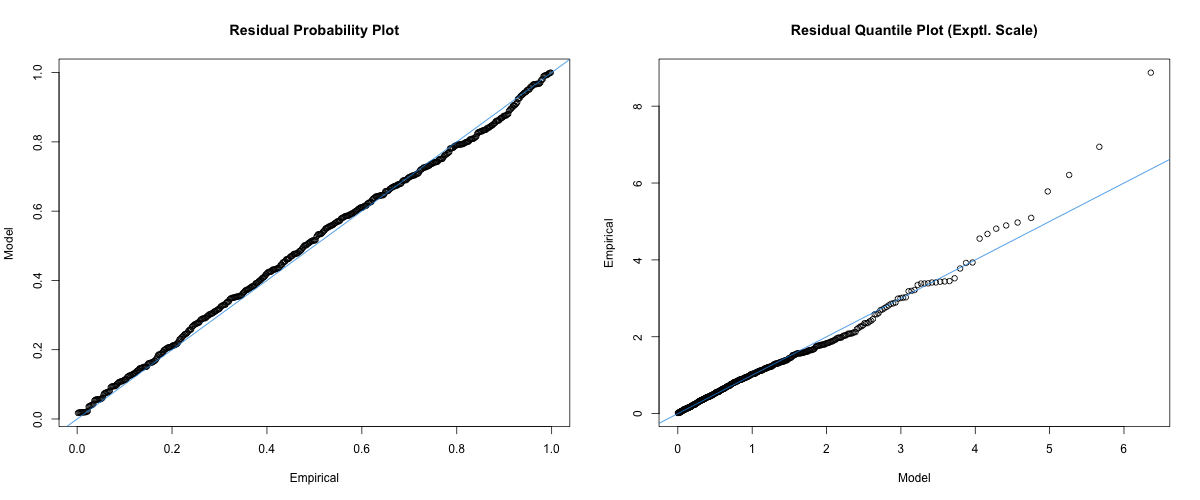 Residual Probability Plot
Model
0.0 0.2 0.4 0.6 0.8 1.0
0.0 0.2 0.4 0.6 0.8 1.0
Empirical
Residual Quantile Plot (Exptl. Scale)
Empirical
0 2 4 6 8
0 1 2 3 4 5 6
Model